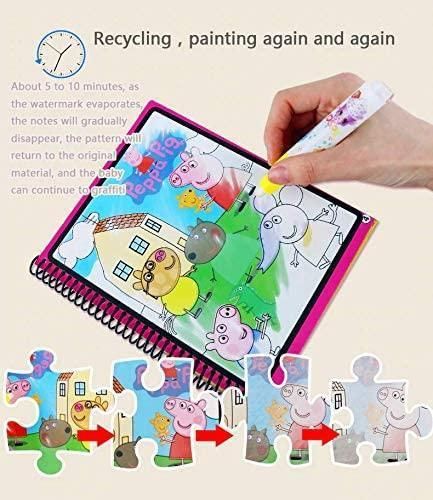 Recycling , painting again and again
About 5 to 10 minutes, as
the watermark evaporates,
the notes will gradually
disappear, the pattern will
return to the original
material, and the baby
can continue to graffiti
Peppa Pig